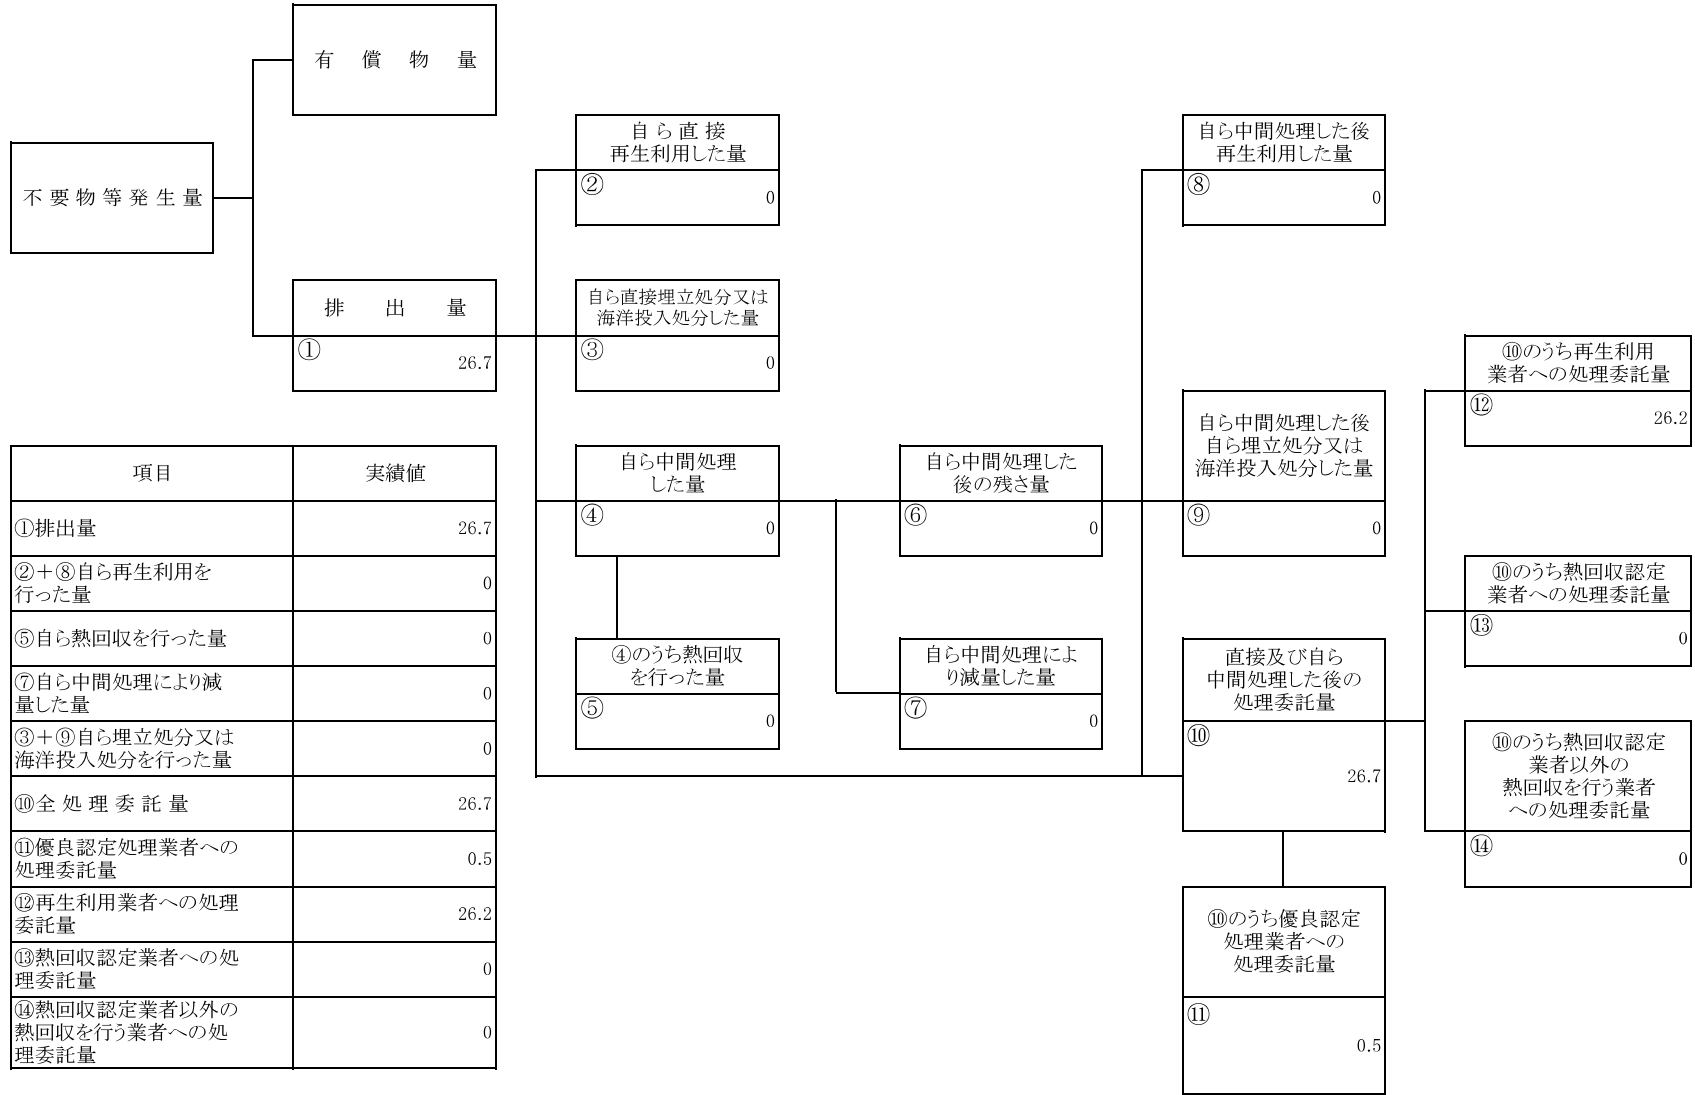 有償物量
不要物等発生量
排出量
①
26.7
自ら直接
再生利用した量
②
0
自ら直接埋立処分又は
海洋投入処分した量
③
0
自ら中間処理
した量
④
0
④のうち熱回収
を行った量
⑤
0
自ら中間処理した
後の残さ量
⑥
0
自ら中間処理によ
り減量した量
⑦
0
自ら中間処理した後
再生利用した量
⑧
0
自ら中間処理した後
自ら埋立処分又は
海洋投入処分した量
⑨
0
直接及び自ら
中間処理した後の
処理委託量
⑩
26.7
⑩のうち優良認定
処理業者への
処理委託量
⑪
0.5
⑩のうち再生利用
業者への処理委託量
⑫
26.2
⑩のうち熱回収認定
業者への処理委託量
⑬
0
⑩のうち熱回収認定
業者以外の
熱回収を行う業者
への処理委託量
⑭
0
項目 実績値
①排出量 26.7
②＋⑧自ら再生利用を
行った量 0
⑤自ら熱回収を行った量 0
⑦自ら中間処理により減
量した量 0
③＋⑨自ら埋立処分又は
海洋投入処分を行った量 0
⑩全処理委託量 26.7
⑪優良認定処理業者への
処理委託量 0.5
⑫再生利用業者への処理
委託量 26.2
⑬熱回収認定業者への処
理委託量 0
⑭熱回収認定業者以外の
熱回収を行う業者への処
理委託量 0